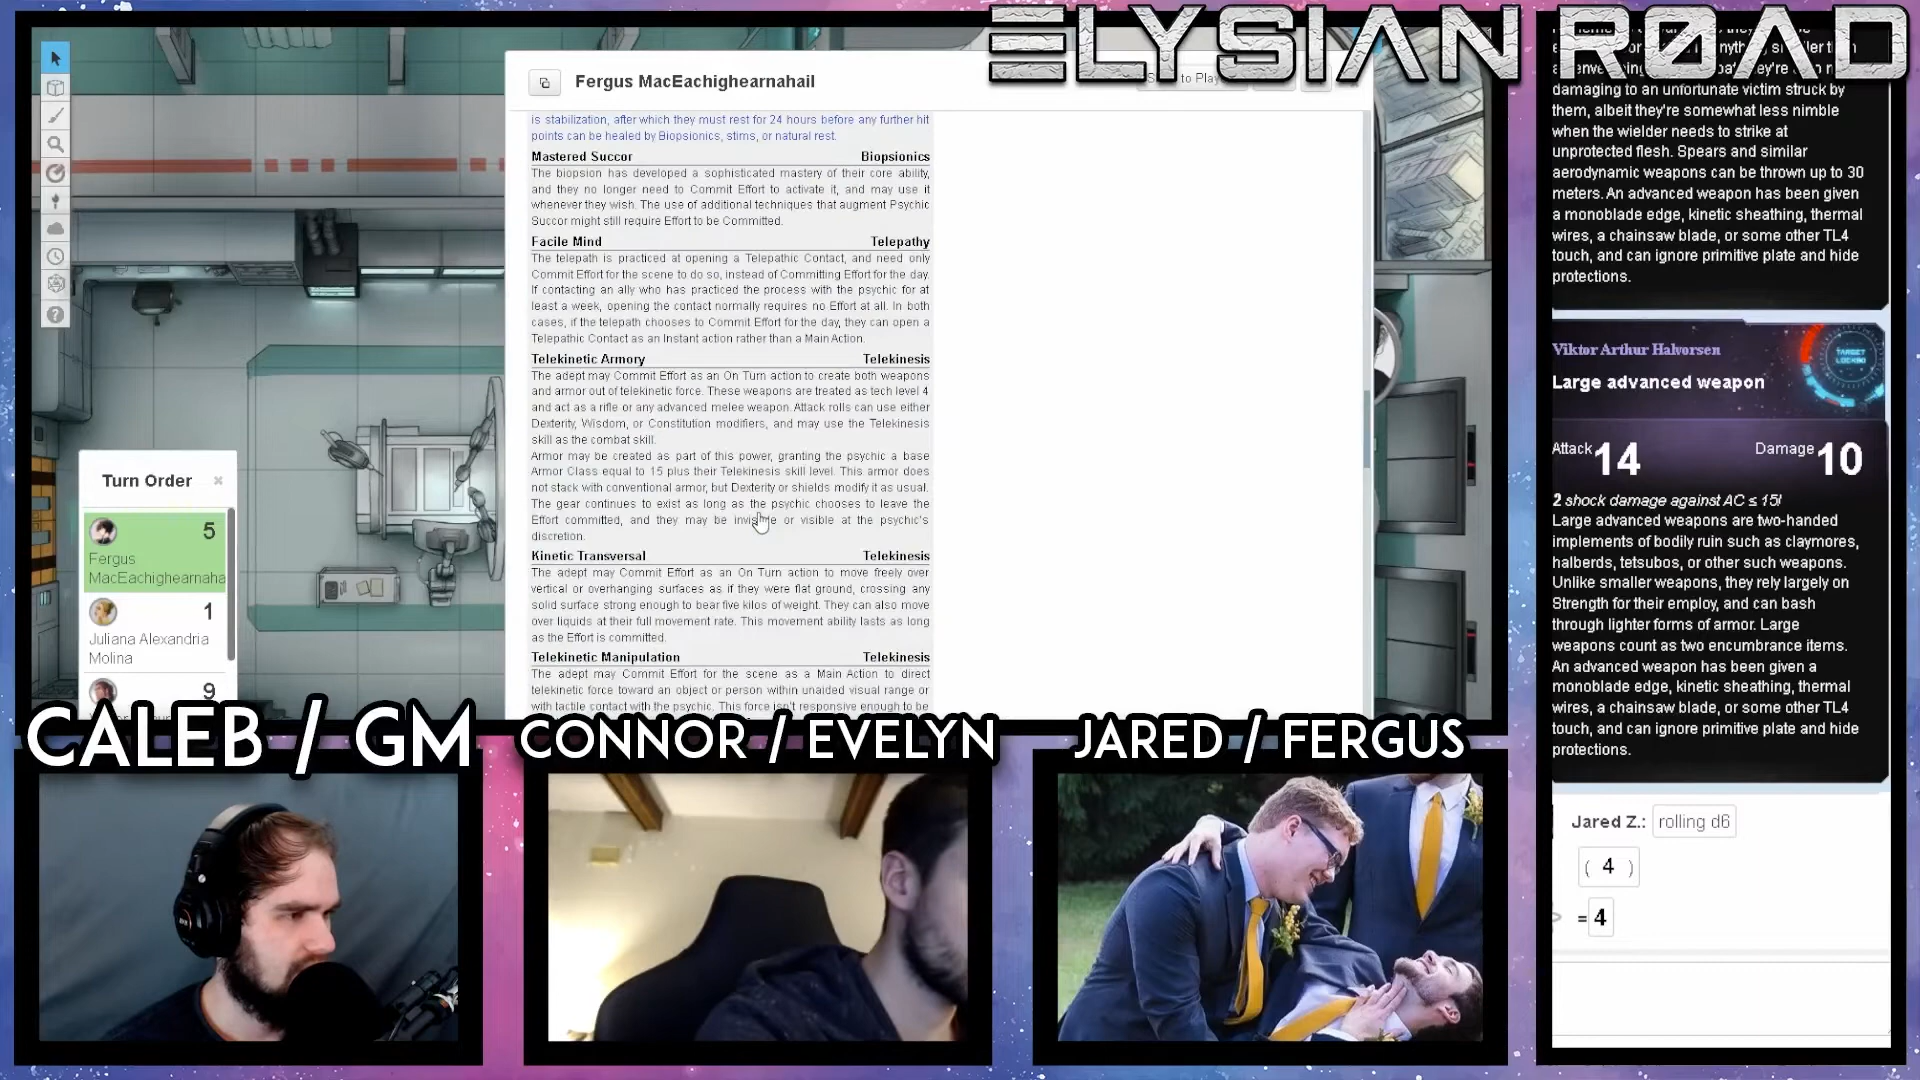 ELYSIAN RØAD
Fergus MacEachighearnahail
is stabilization, after which they must rest for 24 hours before any further hit
points can be healed by Biopsionics, stims, or natural rest.
Mastered Succor Biopsionics
The biopsion has developed a sophisticated mastery of their core ability,
and they no longer need to Commit Effort to activate it, and may use it
whenever they wish. The use of additional techniques that augment Psychic
Succor might still require Effort to be Committed.
Facile Mind Telepathy
The telepath is practiced at opening a Telepathic Contact, and need only
Commit Effort for the scene to do so, instead of Committing Effort for the day.
If contacting an ally who has practiced the process with the psychic for at
least a week, opening the contact normally requires no Effort at all. In both
cases, if the telepath chooses to Commit Effort for the day, they can open a
Telepathic Contact as an Instant action rather than a Main Action.
Telekinetic Armory Telekinesis
The adept may Commit Effort as an On Turn action to create both weapons
and armor out of telekinetic force. These weapons are treated as tech level 4
and act as a rifle or any advanced melee weapon. Attack rolls can use either
Dexterity, Wisdom, or Constitution modifiers, and may use the Telekinesis
skill as the combat skill.
Armor may be created as part of this power, granting the psychic a base
Armor Class equal to 15 plus their Telekinesis skill level. This armor does
not stack with conventional armor, but Dexterity or shields modify it as usual.
The gear continues to exist as long as the psychic chooses to leave the
Effort committed, and they may be invisible or visible at the psychic's
discretion.
Kinetic Transversal Telekinesis
The adept may Commit Effort as an On Turn action to move freely over
vertical or overhanging surfaces as if they were flat ground, crossing any
solid surface strong enough to bear five kilos of weight. They can also move
over liquids at their full movement rate. This movement ability lasts as long
as the Effort is committed.
Telekinetic Manipulation Telekinesis
The adept may Commit Effort for the scene as a Main Action to direct
telekinetic force toward an object or person within unaided visual range or
with tactile contact with the psychic. This force isn't responsive enough to be
Turn Order ×
5
Fergus
MacEachighearnaha
1
Juliana Alexandria
Molina
9
CALEB / GM
CONNOR / EVELYN
JARED / FERGUS
damaging to an unfortunate victim struck by
them, albeit they're somewhat less nimble
when the wielder needs to strike at
unprotected flesh. Spears and similar
aerodynamic weapons can be thrown up to 30
meters. An advanced weapon has been given
a monoblade edge, kinetic sheathing, thermal
wires, a chainsaw blade, or some other TL4
touch, and can ignore primitive plate and hide
protections.
Viktor Arthur Halvorsen
TARGET
LOCKED
Large advanced weapon
Attack 14 Damage 10
2 shock damage against AC ≤ 15!
Large advanced weapons are two-handed
implements of bodily ruin such as claymores,
halberds, tetsubos, or other such weapons.
Unlike smaller weapons, they rely largely on
Strength for their employ, and can bash
through lighter forms of armor. Large
weapons count as two encumbrance items.
An advanced weapon has been given a
monoblade edge, kinetic sheathing, thermal
wires, a chainsaw blade, or some other TL4
touch, and can ignore primitive plate and hide
protections.
Jared Z.: rolling d6
( 4 )
= 4